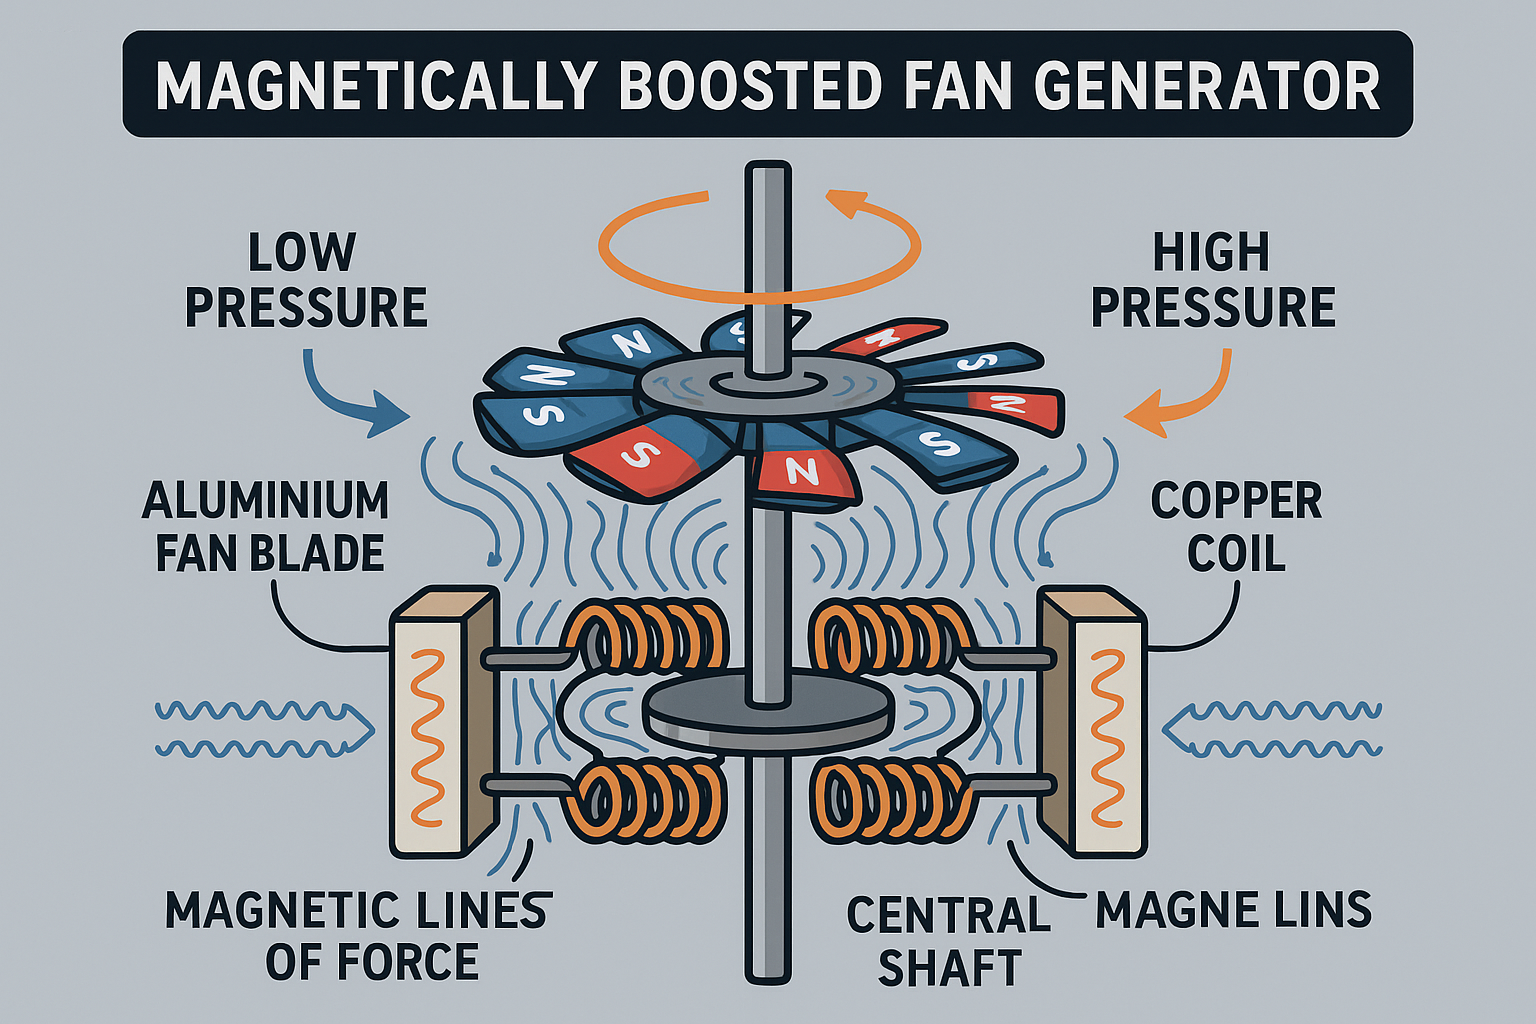 MAGNETICALLY BOOSTED FAN GENERATOR
LOW
PRESSURE
HIGH
PRESSURE
N
S
N
S
N
N
S
S
S
N
ALUMINIUM
FAN BLADE
COPPER
COIL
MAGNETIC LINES
OF FORCE
CENTRAL
SHAFT
MAGNE LINS